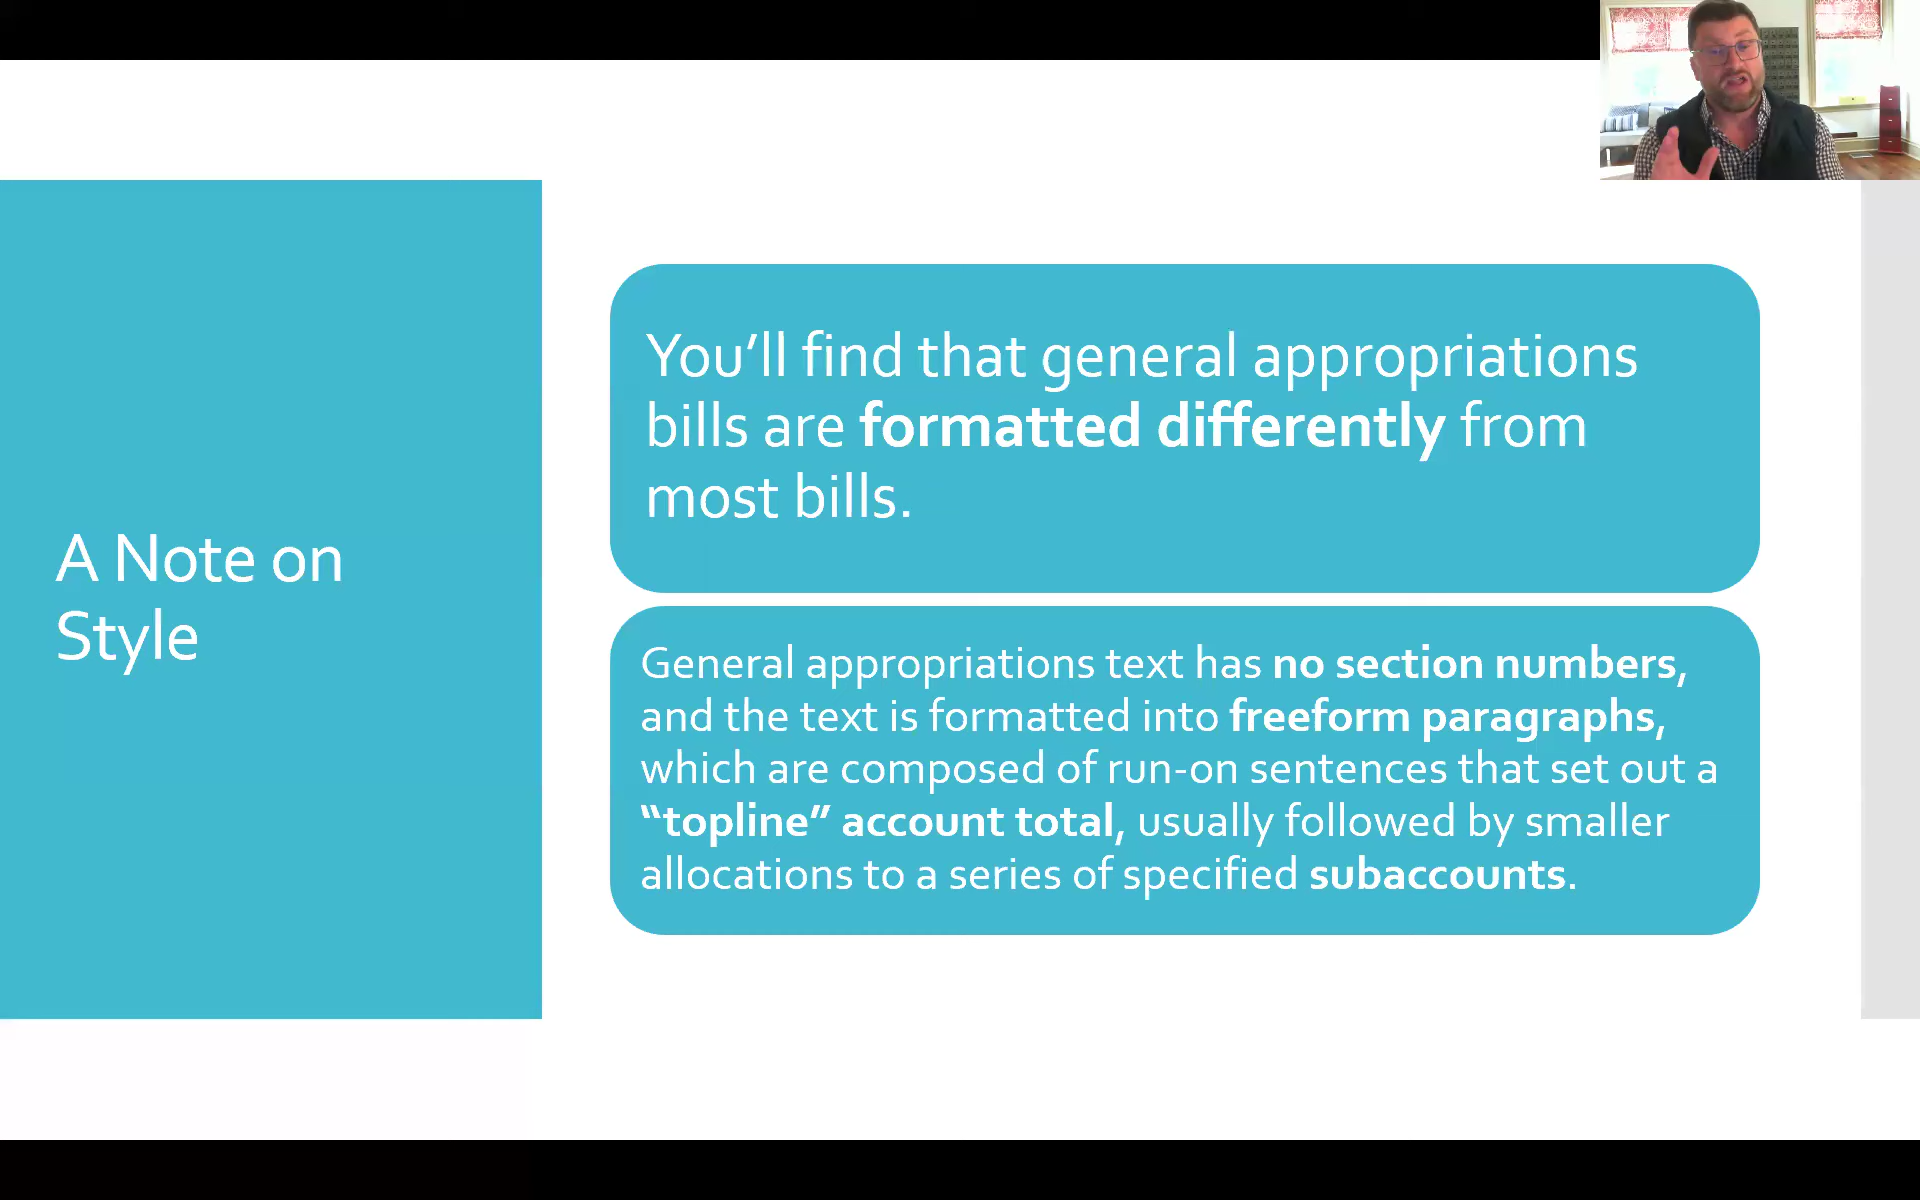 A Note on
Style
You’ll find that general appropriations
bills are formatted differently from
most bills.
General appropriations text has no section numbers,
and the text is formatted into freeform paragraphs,
which are composed of run-on sentences that set out a
“topline” account total, usually followed by smaller
allocations to a series of specified subaccounts.